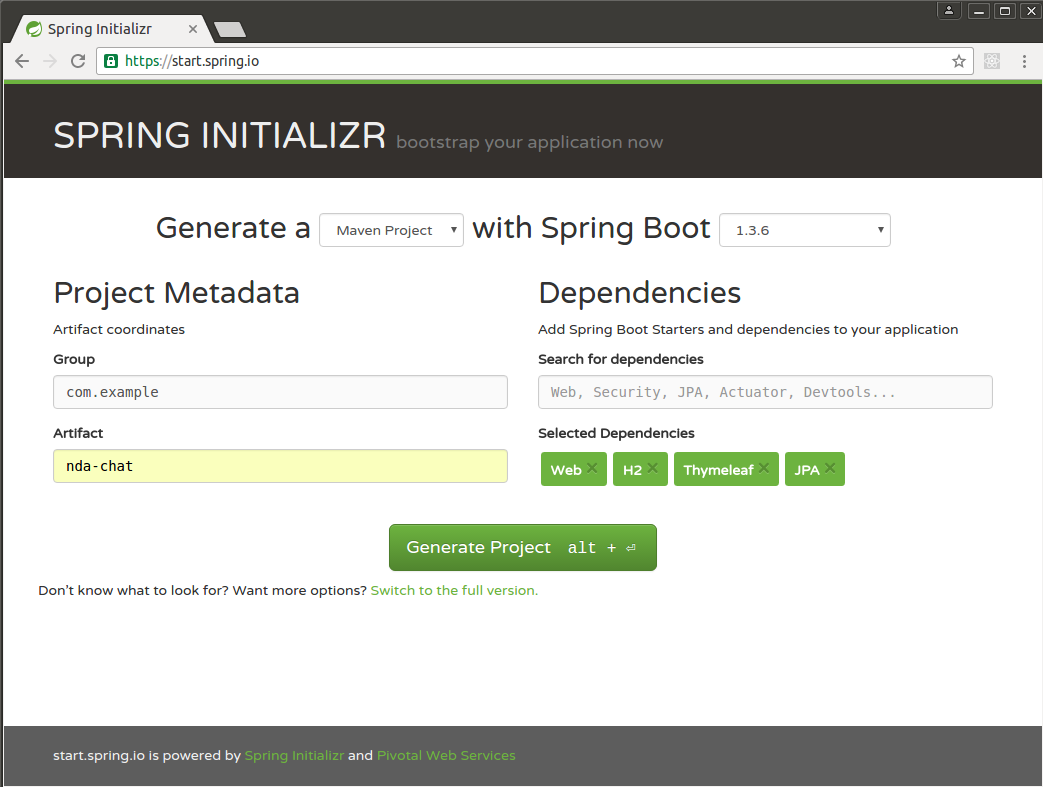 Spring Initializr
https://start.spring.io
SPRING INITIALIZR bootstrap your application now
Generate a Maven Project with Spring Boot 1.3.6
Project Metadata
Artifact coordinates
Group
com.example
Artifact
nda-chat
Dependencies
Add Spring Boot Starters and dependencies to your application
Search for dependencies
Web, Security, JPA, Actuator, Devtools...
Selected Dependencies
Web H2 Thymeleaf JPA
Generate Project alt + ⏎
Don't know what to look for? Want more options? Switch to the full version.
start.spring.io is powered by Spring Initializr and Pivotal Web Services